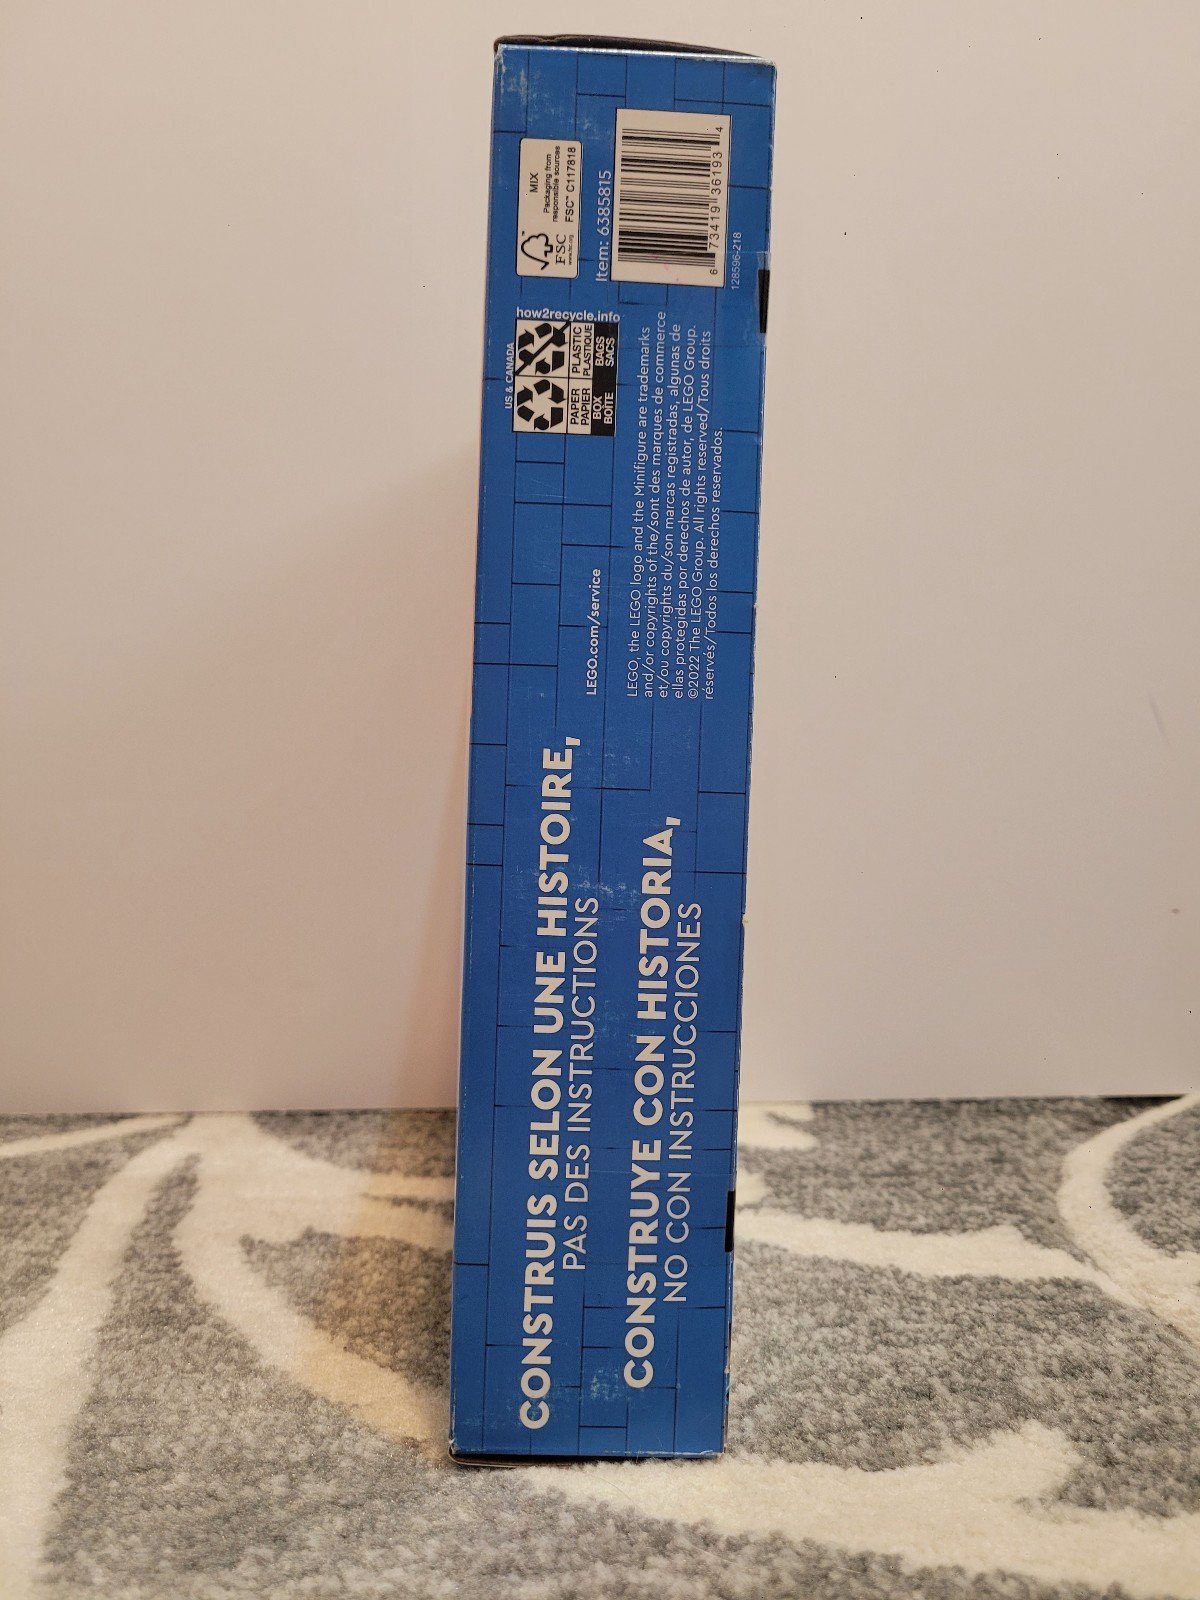 CONSTRUIS SELON UNE HISTOIRE,
PAS DES INSTRUCTIONS
CONSTRUYE CON HISTORIA,
NO CON INSTRUCCIONES
LEGO.com/service
LEGO, the LEGO logo and the Minifigure are trademarks
and/or copyrights of the/sont des marques de commerce
et/ou copyrights du/son marcas registradas, algunas de
ellas protegidas por derechos de autor, de LEGO Group.
©2022 The LEGO Group. All rights reserved/Tous droits
réservés/Todos los derechos reservados.
US & CANADA
how2recycle.info
PAPER
PAPIER
BOX
BOÎTE
PLASTIC
PLASTIQUE
BAGS
SACS
FSC
www.fsc.org
MIX
Packaging from
responsible sources
FSC™ C117818
Item: 6385815
6 73419 36193 4
128596-218